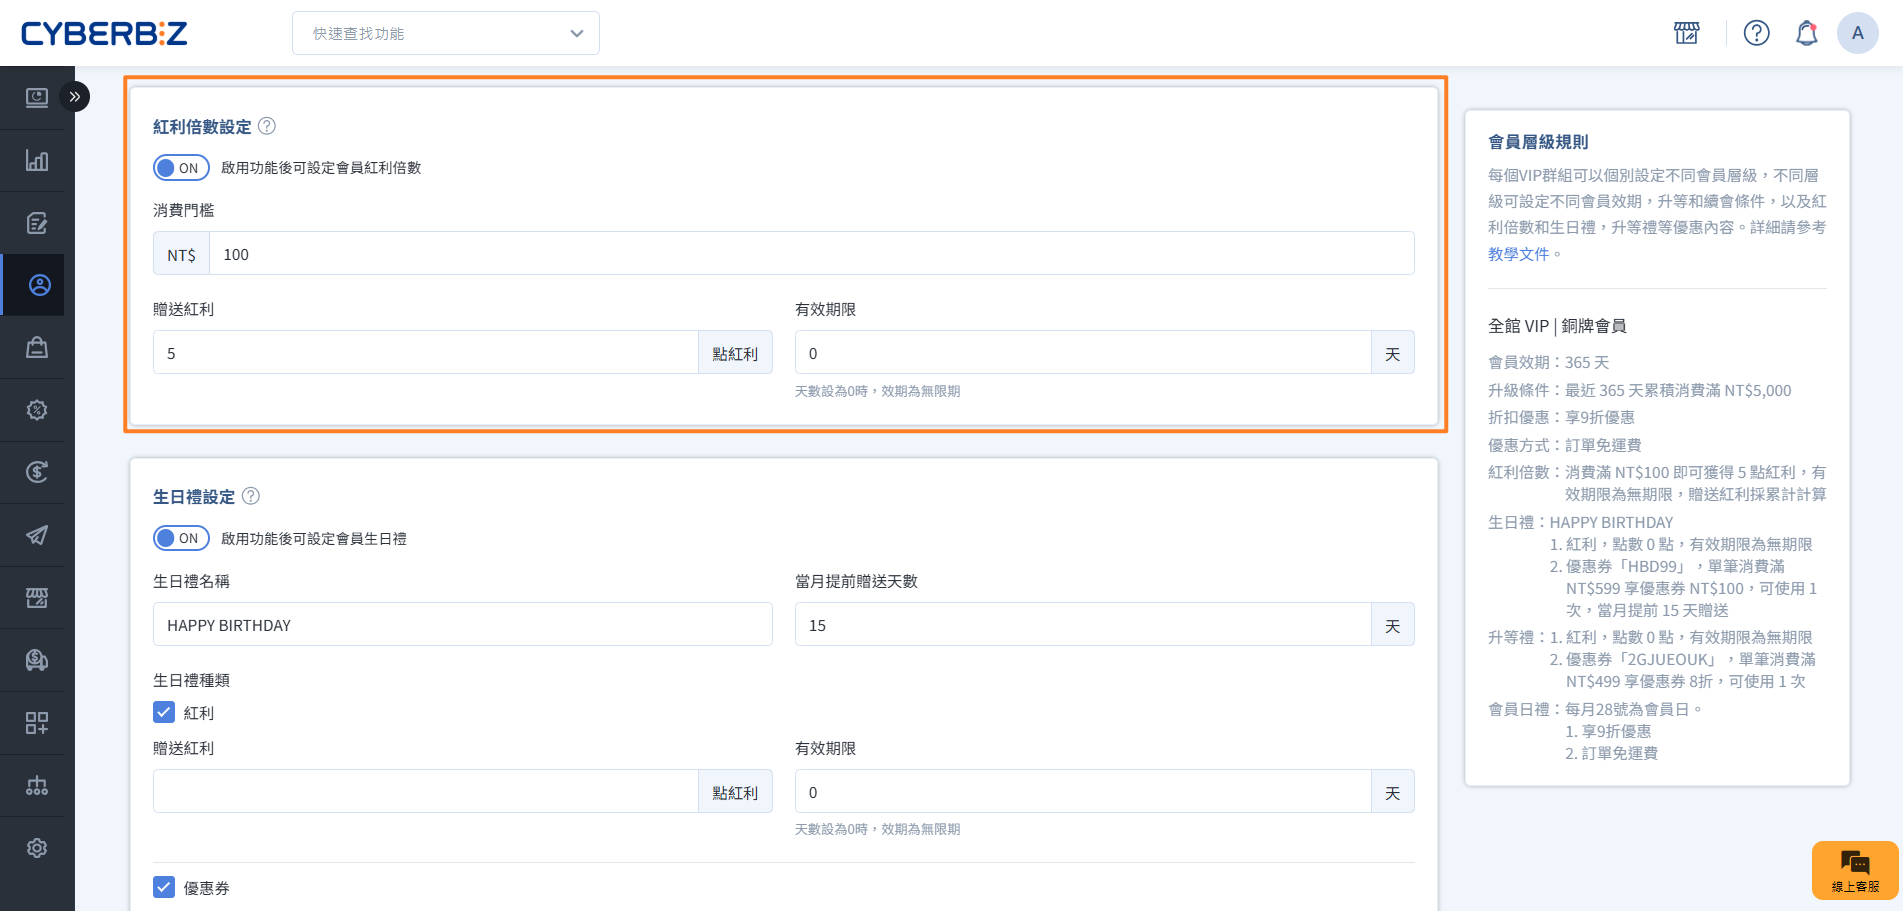 CYBERBIZ
快速查找功能
A
紅利倍數設定
ON 啟用功能後可設定會員紅利倍數
消費門檻
NT$ 100
贈送紅利
5 點紅利
有效期限
0 天
天數設為0時，效期為無限期
生日禮設定
ON 啟用功能後可設定會員生日禮
生日禮名稱
HAPPY BIRTHDAY
當月提前贈送天數
15 天
生日禮種類
紅利
贈送紅利
點紅利
有效期限
0 天
天數設為0時，效期為無限期
優惠券
會員層級規則
每個VIP群組可以個別設定不同會員層級，不同層
級可設定不同會員效期，升等和續會條件，以及紅
利倍數和生日禮，升等禮等優惠內容。詳細請參考
教學文件。
全館 VIP | 銅牌會員
會員效期：365 天
升級條件：最近 365 天累積消費滿 NT$5,000
折扣優惠：享9折優惠
優惠方式：訂單免運費
紅利倍數：消費滿 NT$100 即可獲得 5 點紅利，有
效期限為無期限，贈送紅利採累計計算
生日禮：HAPPY BIRTHDAY
1. 紅利，點數 0 點，有效期限為無期限
2. 優惠券「HBD99」，單筆消費滿
NT$599 享優惠券 NT$100，可使用 1
次，當月提前 15 天贈送
升等禮：1. 紅利，點數 0 點，有效期限為無期限
2. 優惠券「2GJUEOUK」，單筆消費滿
NT$499 享優惠券 8折，可使用 1 次
會員日禮：每月28號為會員日。
1. 享9折優惠
2. 訂單免運費
線上客服